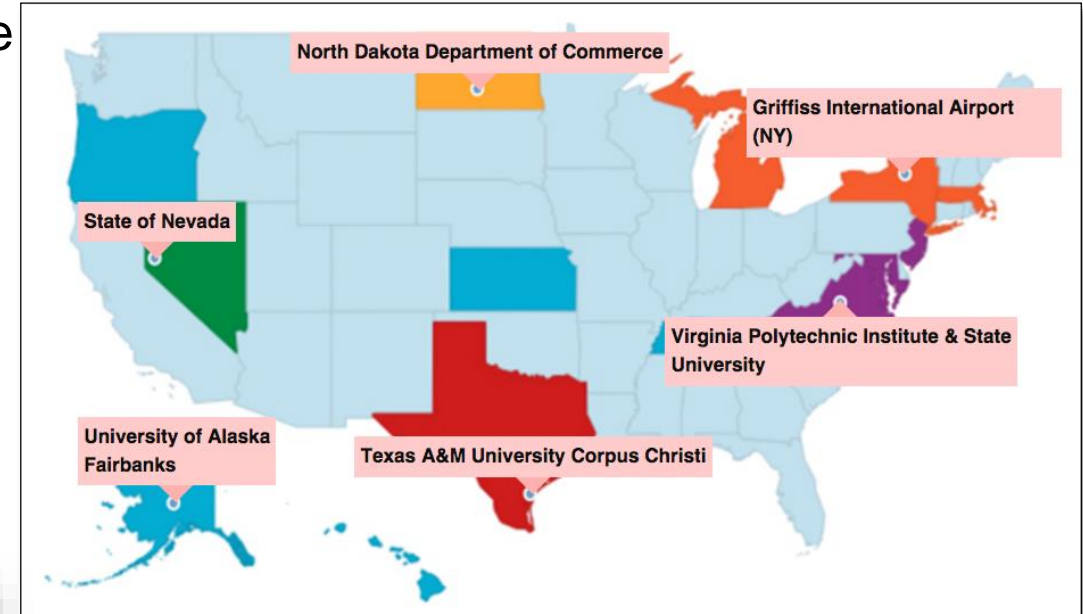 e
North Dakota Department of Commerce
Griffiss International Airport
(NY)
State of Nevada
Virginia Polytechnic Institute & State
University
University of Alaska
Fairbanks
Texas A&M University Corpus Christi